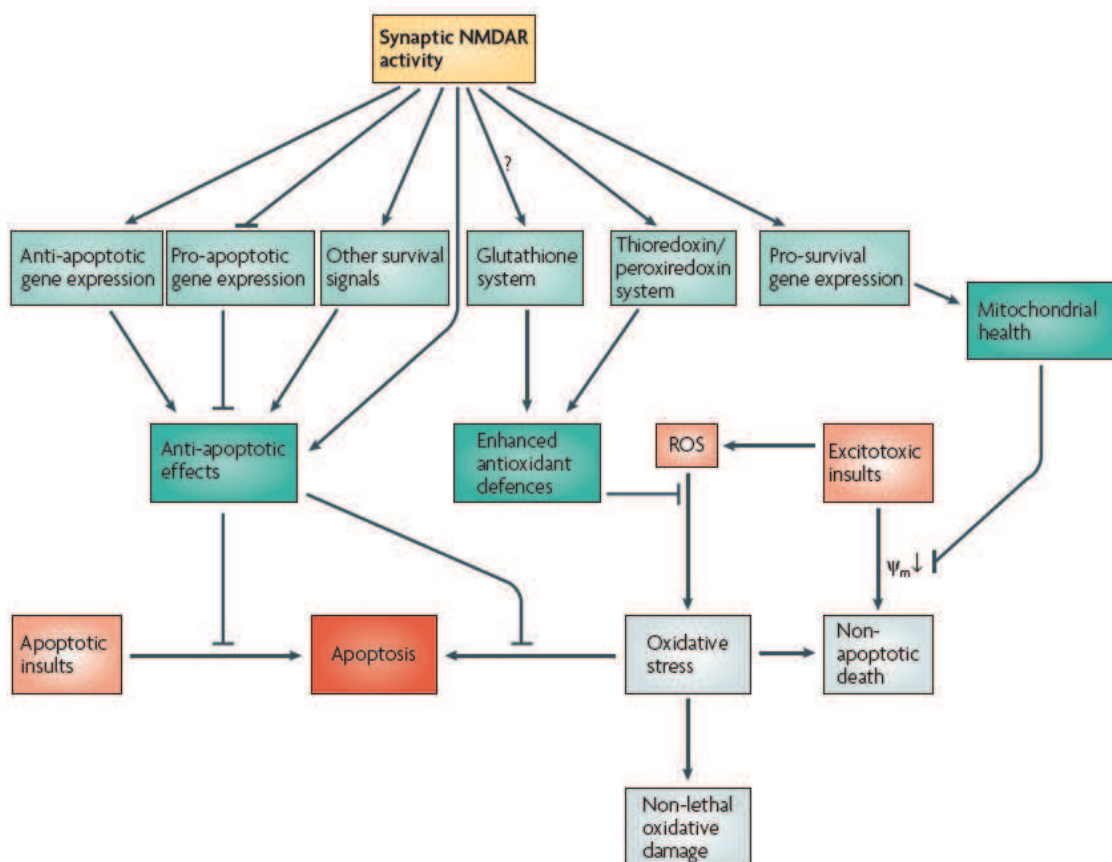 Synaptic NMDAR
activity
?
Anti-apoptotic
gene expression
Pro-apoptotic
gene expression
Other survival
signals
Glutathione
system
Thioredoxin/
peroxiredoxin
system
Pro-survival
gene expression
Mitochondrial
health
Anti-apoptotic
effects
Enhanced
antioxidant
defences
ROS
Excitotoxic
insults
ψm↓
Apoptotic
insults
Apoptosis
Oxidative
stress
Non-
apoptotic
death
Non-lethal
oxidative
damage